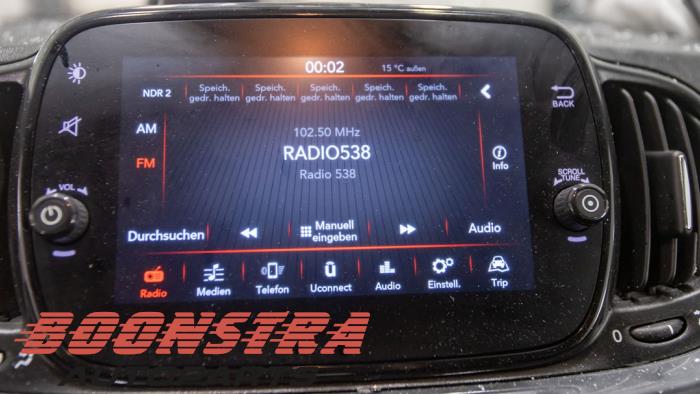 00:02
15 °C außen
NDR 2
Speich. gedr. halten
Speich. gedr. halten
Speich. gedr. halten
Speich. gedr. halten
Speich. gedr. halten
BACK
AM
102.50 MHz
RADIO538
Radio 538
FM
Info
VOL
SCROLL
TUNE
Durchsuchen
Manuell
eingeben
Audio
Radio
Medien
Telefon
Uconnect
Audio
Einstell.
Trip
0
BOONSTRA
AUTOPARTS